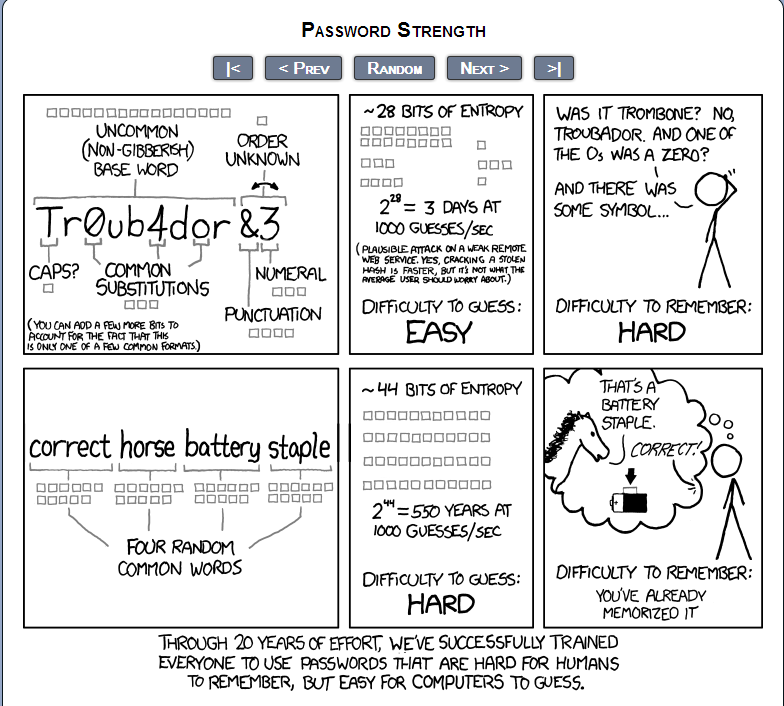 Password Strength
|< < Prev Random Next > >|
UNCOMMON
(NON-GIBBERISH)
BASE WORD
ORDER
UNKNOWN
Tr0ub4dor &3
CAPS?
COMMON
SUBSTITUTIONS
NUMERAL
PUNCTUATION
(YOU CAN ADD A FEW MORE BITS TO
ACCOUNT FOR THE FACT THAT THIS
IS ONLY ONE OF A FEW COMMON FORMATS.)
~28 BITS OF ENTROPY
2^28 = 3 DAYS AT
1000 GUESSES/SEC
(PLAUSIBLE ATTACK ON A WEAK REMOTE
WEB SERVICE. YES, CRACKING A STOLEN
HASH IS FASTER, BUT IT'S NOT WHAT THE
AVERAGE USER SHOULD WORRY ABOUT.)
DIFFICULTY TO GUESS:
EASY
WAS IT TROMBONE? NO,
TROUBADOR. AND ONE OF
THE Os WAS A ZERO?
AND THERE WAS
SOME SYMBOL...
DIFFICULTY TO REMEMBER:
HARD
correct horse battery staple
FOUR RANDOM
COMMON WORDS
~44 BITS OF ENTROPY
2^44 = 550 YEARS AT
1000 GUESSES/SEC
DIFFICULTY TO GUESS:
HARD
THAT'S A
BATTERY
STAPLE.
CORRECT!
DIFFICULTY TO REMEMBER:
YOU'VE ALREADY
MEMORIZED IT
THROUGH 20 YEARS OF EFFORT, WE'VE SUCCESSFULLY TRAINED
EVERYONE TO USE PASSWORDS THAT ARE HARD FOR HUMANS
TO REMEMBER, BUT EASY FOR COMPUTERS TO GUESS.